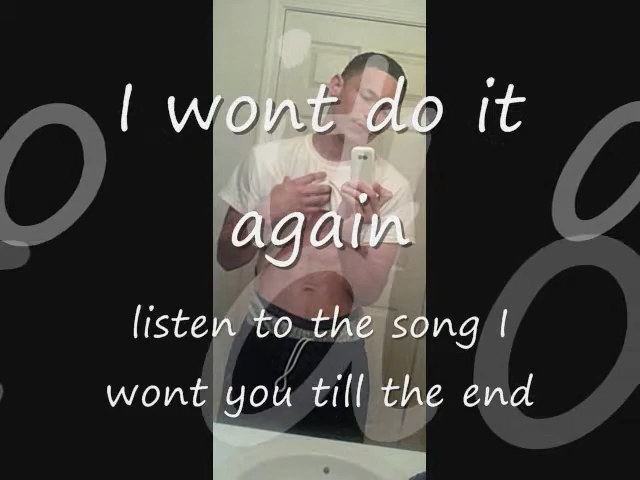 I wont do it
again
listen to the song I
wont you till the end